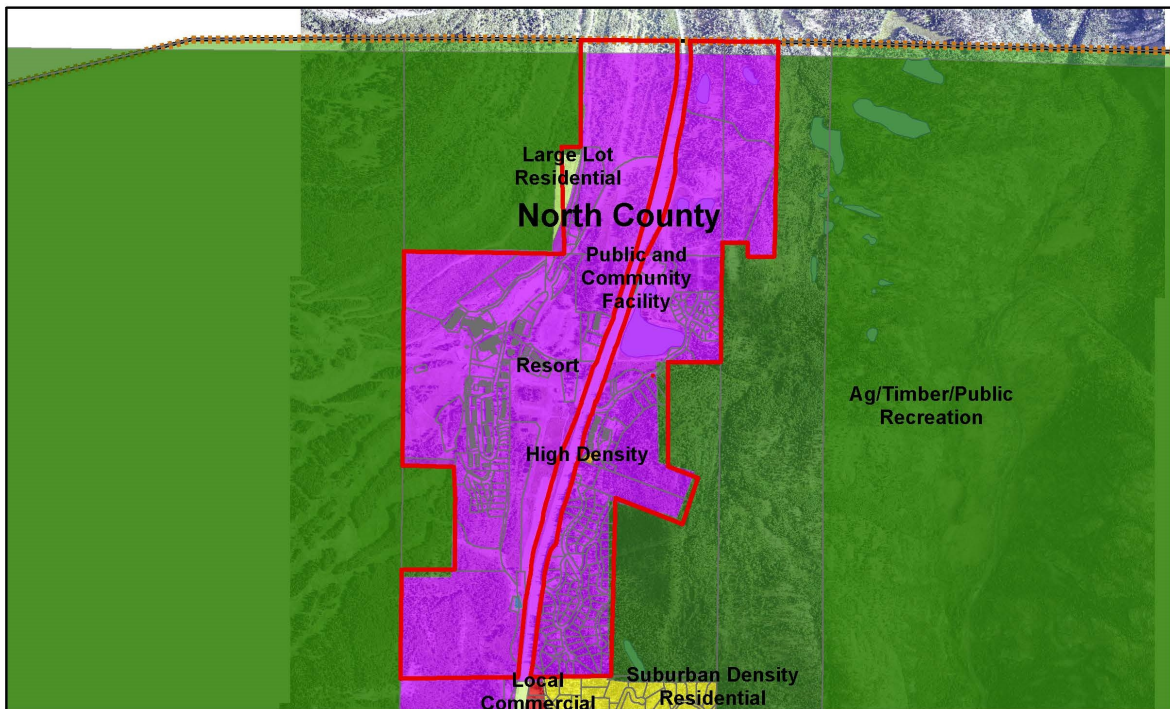 Large Lot
Residential
North County
Public and
Community
Facility
Resort
Ag/Timber/Public
Recreation
High Density
Local
Commercial
Suburban Density
Residential